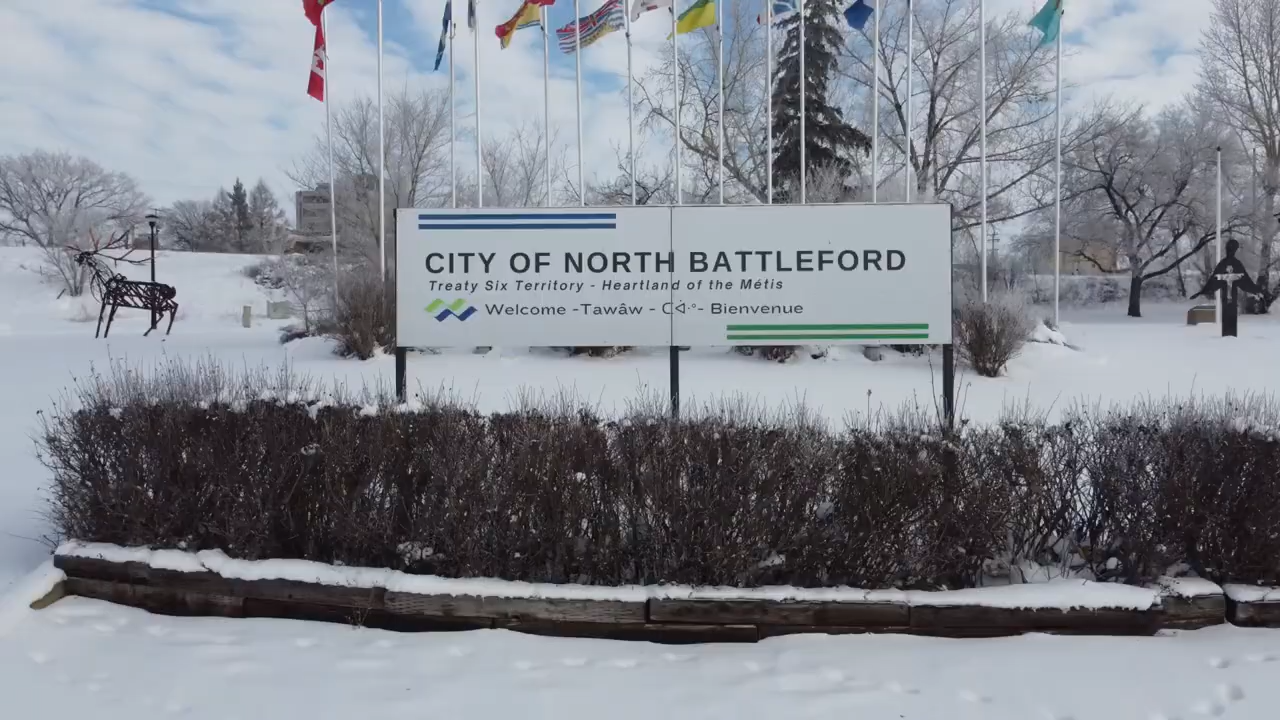 CITY OF NORTH BATTLEFORD
Treaty Six Territory - Heartland of the Métis
Welcome -Tawâw - ᑕᐚᐤ- Bienvenue